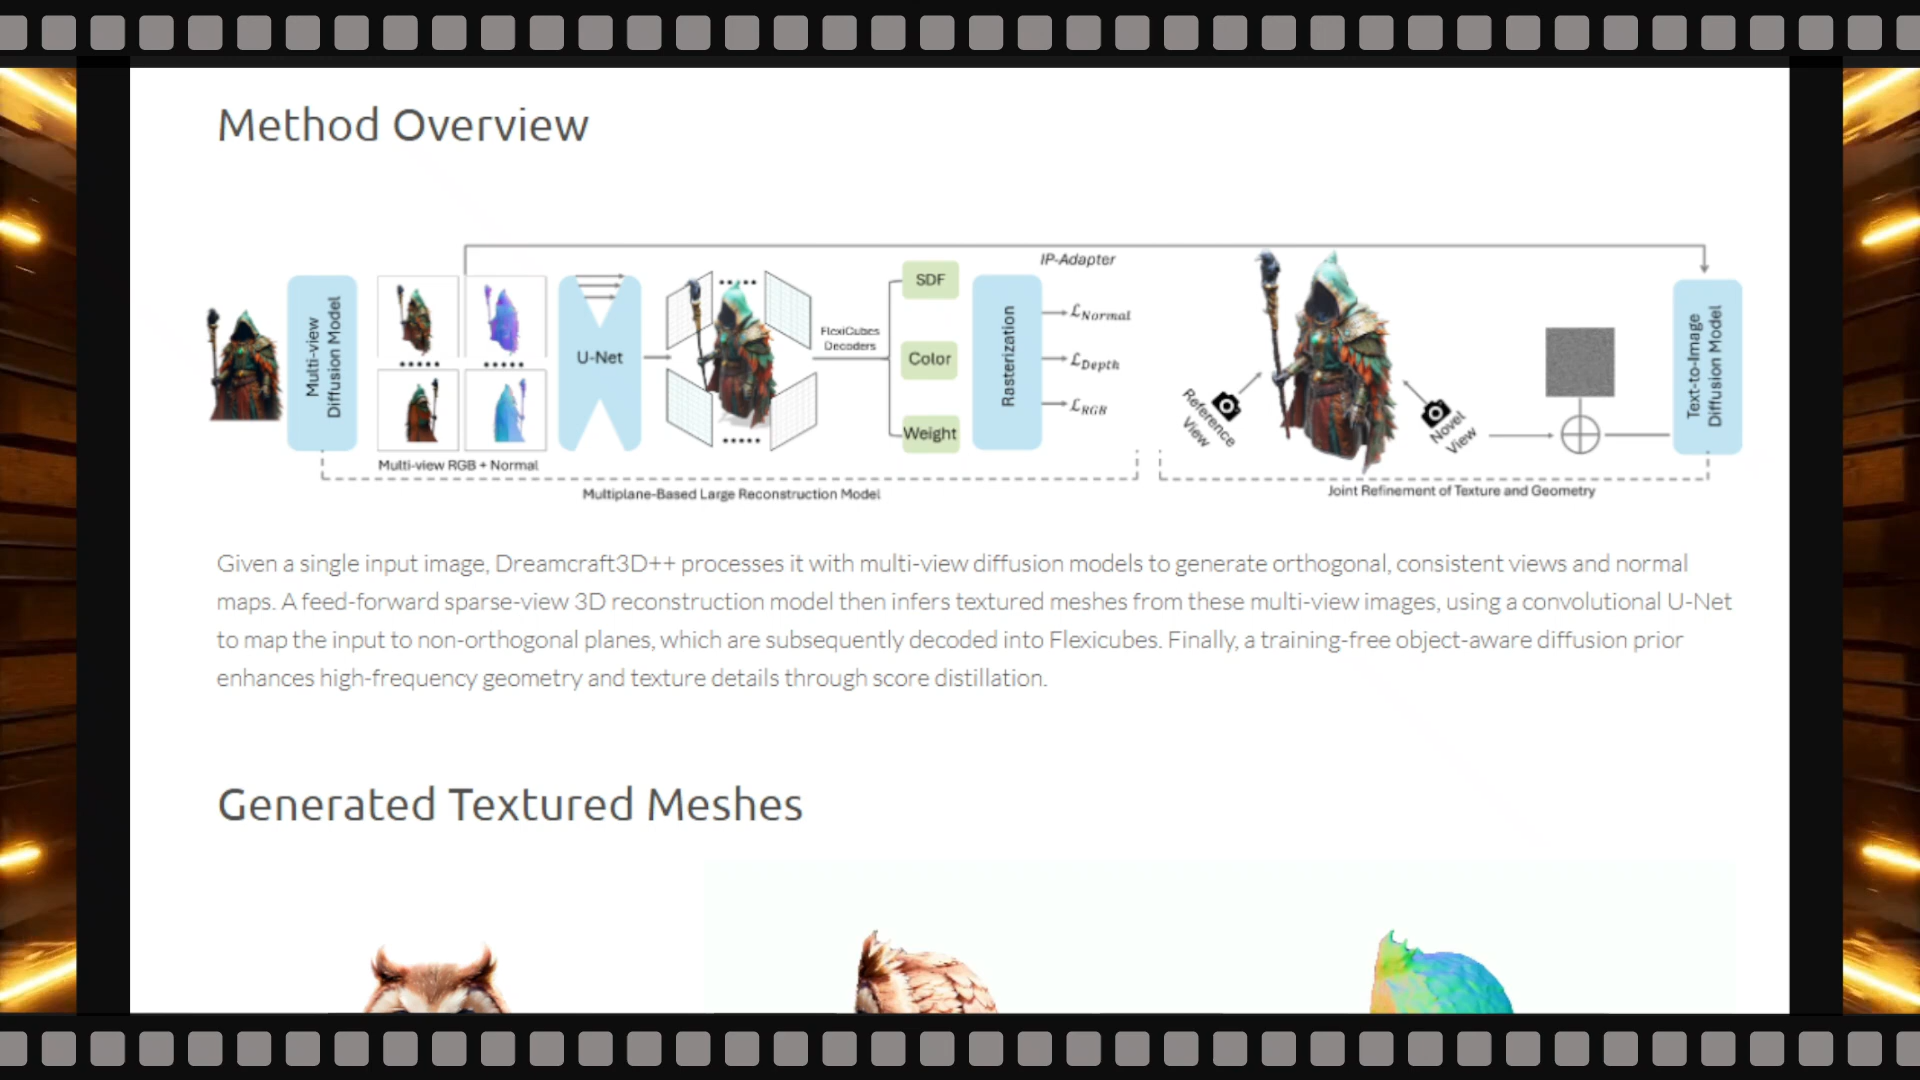 Method Overview
IP-Adapter
Multi-view
Diffusion Model
Multi-view RGB + Normal
U-Net
FlexiCubes
Decoders
SDF
Color
Weight
Rasterization
ℒNormal
ℒDepth
ℒRGB
Multiplane-Based Large Reconstruction Model
Reference
View
Novel
View
Text-to-Image
Diffusion Model
Joint Refinement of Texture and Geometry
Given a single input image, Dreamcraft3D++ processes it with multi-view diffusion models to generate orthogonal, consistent views and normal
maps. A feed-forward sparse-view 3D reconstruction model then infers textured meshes from these multi-view images, using a convolutional U-Net
to map the input to non-orthogonal planes, which are subsequently decoded into Flexicubes. Finally, a training-free object-aware diffusion prior
enhances high-frequency geometry and texture details through score distillation.
Generated Textured Meshes